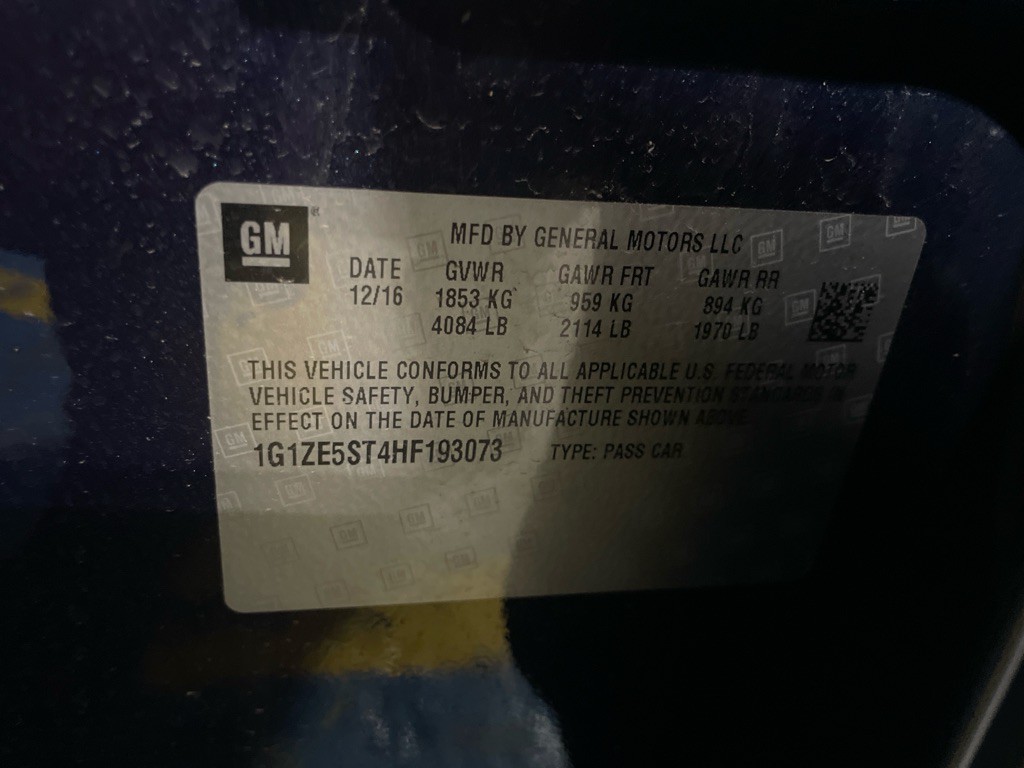 GM
MFD BY GENERAL MOTORS LLC
DATE GVWR GAWR FRT GAWR RR
12/16 1853 KG 959 KG 894 KG
4084 LB 2114 LB 1970 LB
THIS VEHICLE CONFORMS TO ALL APPLICABLE U.S. FEDERAL MOTOR
VEHICLE SAFETY, BUMPER, AND THEFT PREVENTION STANDARDS IN
EFFECT ON THE DATE OF MANUFACTURE SHOWN ABOVE
1G1ZE5ST4HF193073 TYPE: PASS CAR